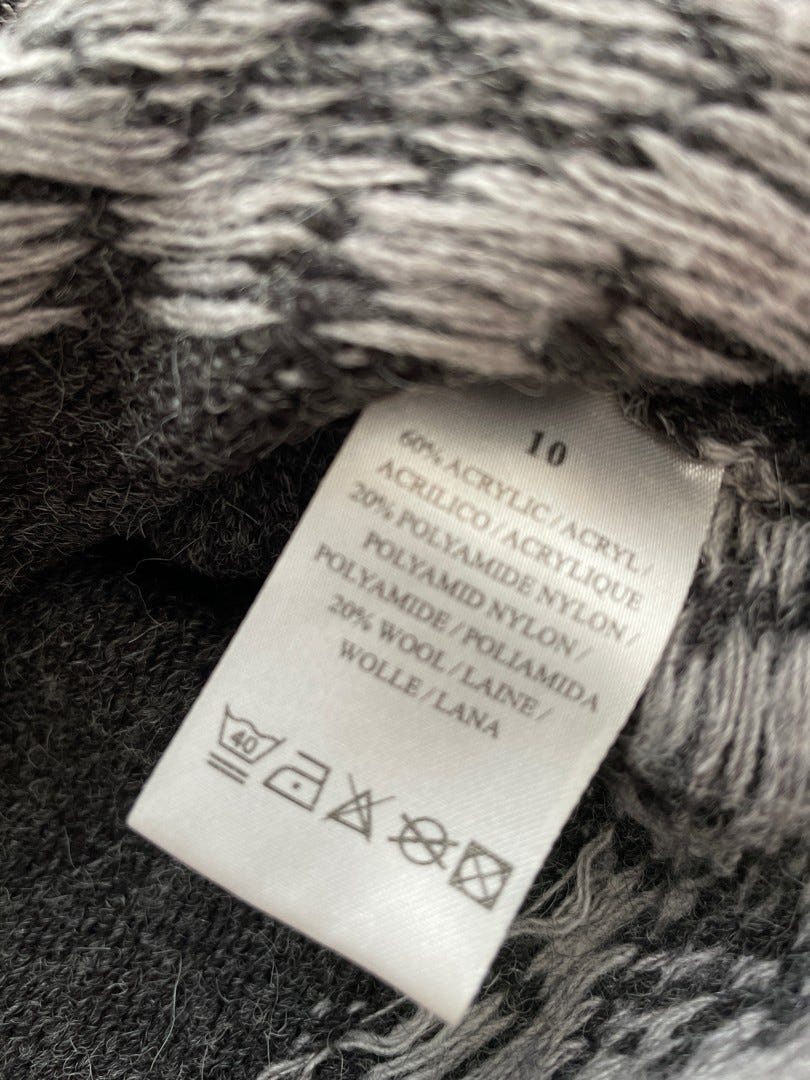 10
60% ACRYLIC / ACRYL /
ACRILICO / ACRYLIQUE
20% POLYAMIDE NYLON /
POLYAMID NYLON /
POLYAMIDE / POLIAMIDA
20% WOOL / LAINE /
WOLLE / LANA
40